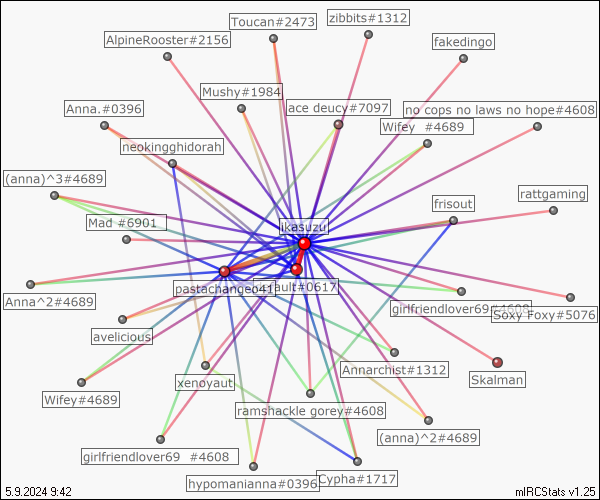 Toucan#2473
zibbits#1312
AlpineRooster#2156
fakedingo
Mushy#1984
ace deucy#7097
no cops no laws no hope#4608
Anna.#0396
Wifey #4689
neokingghidorah
(anna)^3#4689
rattgaming
frisout
Mad #6901
ikasuzu
pastachangeo41
ault#0617
Anna^2#4689
girlfriendlover69#4608
Soxy Foxy#5076
avelicious
Annarchist#1312
Skalman
xenoyaut
Wifey#4689
ramshackle gorey#4608
(anna)^2#4689
girlfriendlover69 #4608
hypomanianna#0396
Cypha#1717
5.9.2024 9:42
mIRCStats v1.25